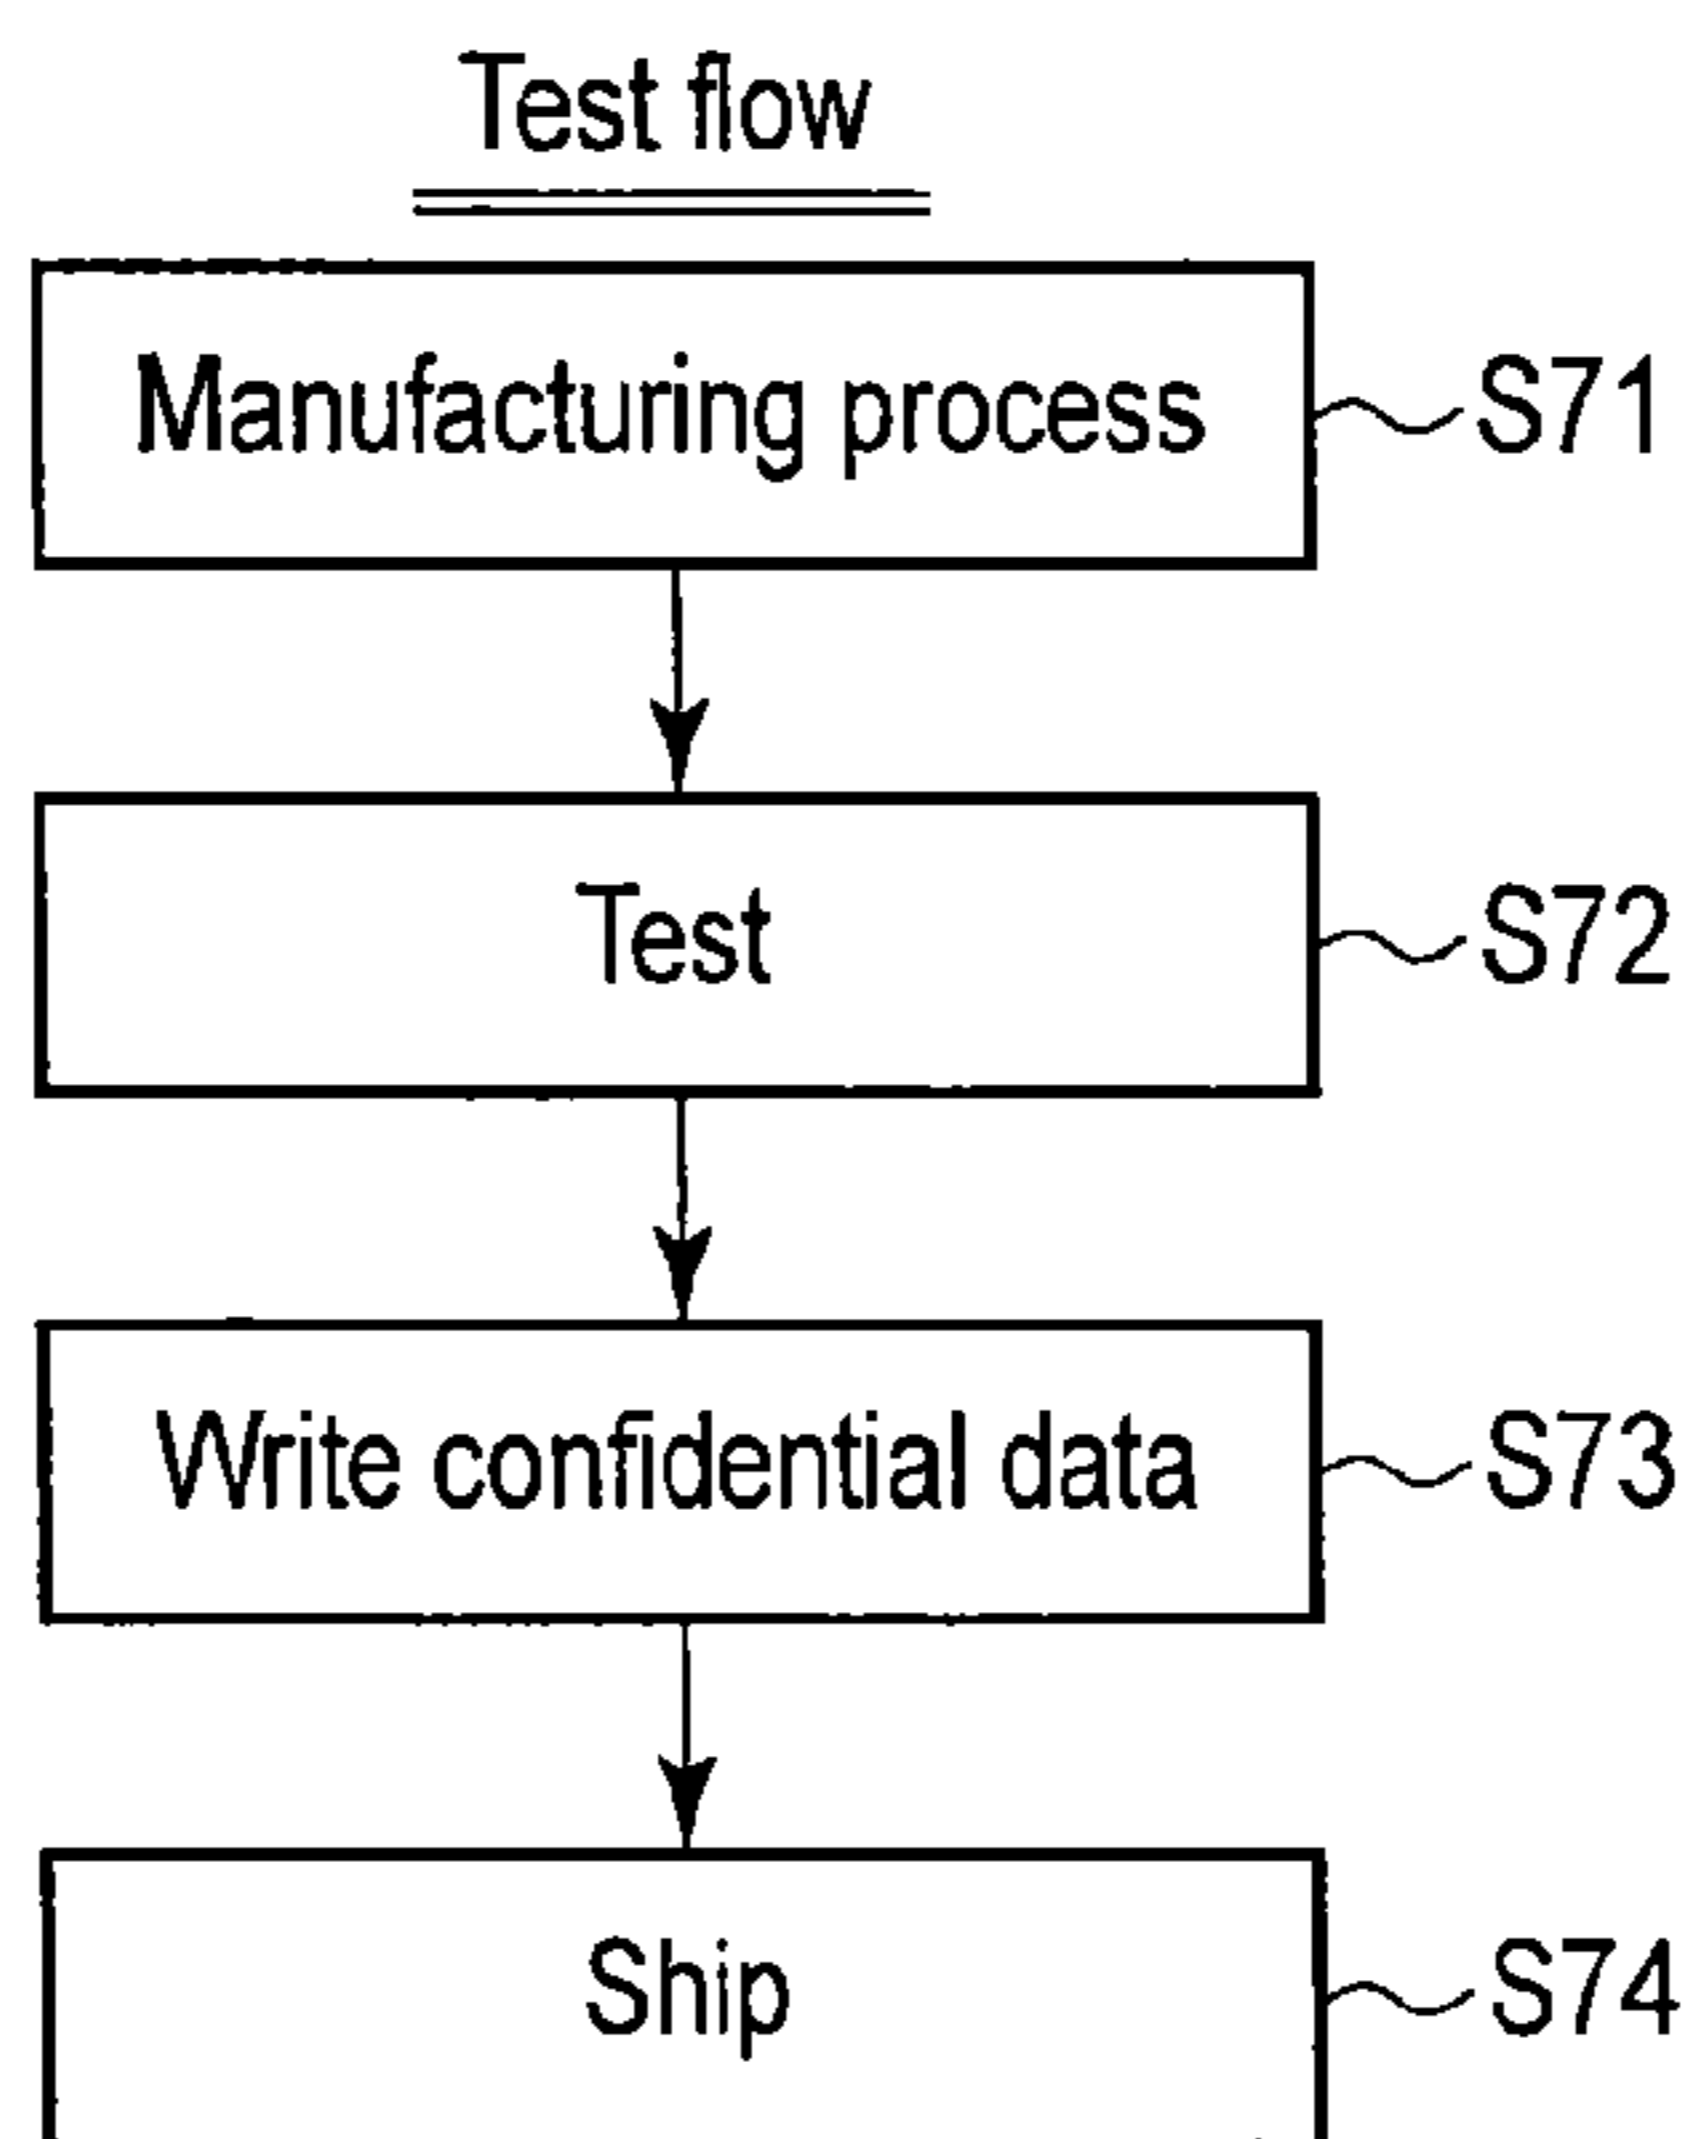 Test flow
Manufacturing process
S71
Test
S72
Write confidential data
S73
Ship
S74